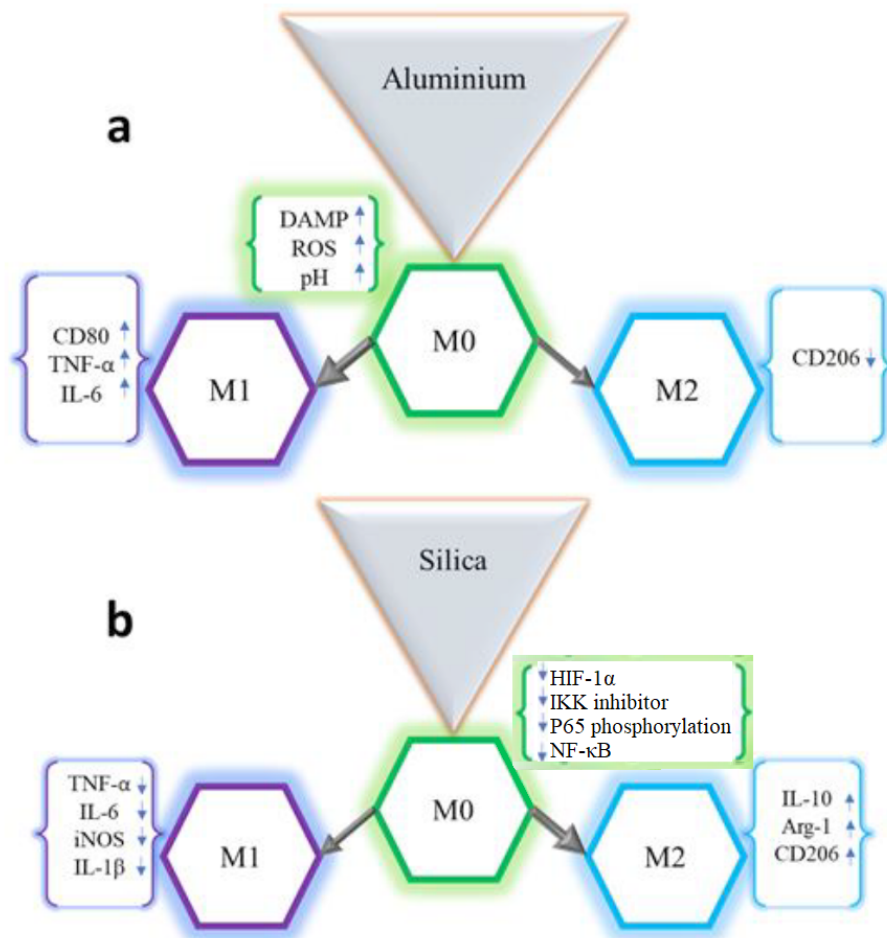 Aluminium
a
DAMP ↑
ROS ↑
pH ↑
CD80 ↑
TNF-α ↑
IL-6 ↑
M1
M0
M2
CD206 ↓
Silica
b
↓ HIF-1α
↓ IKK inhibitor
↓ P65 phosphorylation
↓ NF-κB
TNF-α ↓
IL-6 ↓
iNOS ↓
IL-1β ↓
M1
M0
M2
IL-10 ↑
Arg-1 ↑
CD206 ↑